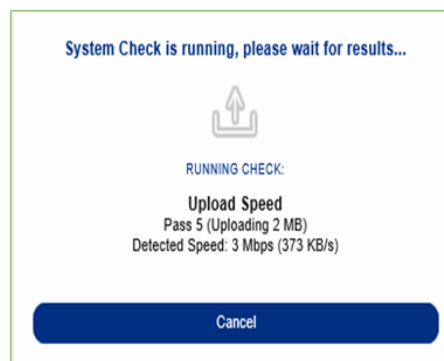 System Check is running, please wait for results...
RUNNING CHECK:
Upload Speed
Pass 5 (Uploading 2 MB)
Detected Speed: 3 Mbps (373 KB/s)
Cancel